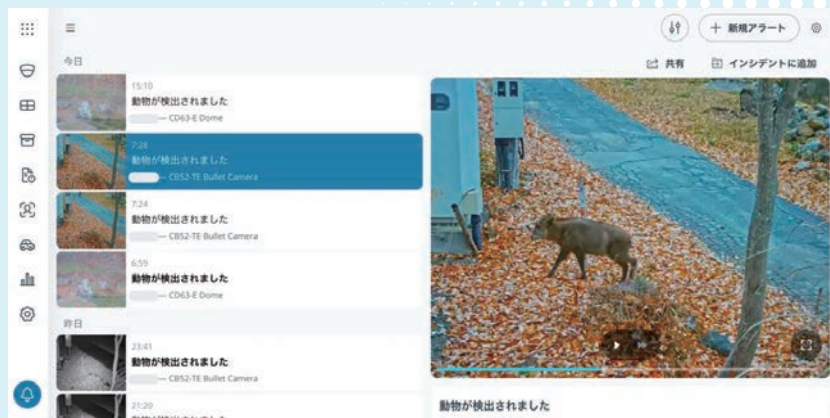 新規アラート
今日
共有
インシデントに追加
15:10
動物が検出されました
— CD63-E Dome
7:28
動物が検出されました
— CB52-TE Bullet Camera
7:24
動物が検出されました
— CB52-TE Bullet Camera
6:59
動物が検出されました
— CD63-E Dome
昨日
23:41
動物が検出されました
— CB52-TE Bullet Camera
21:20
動物が検出されました